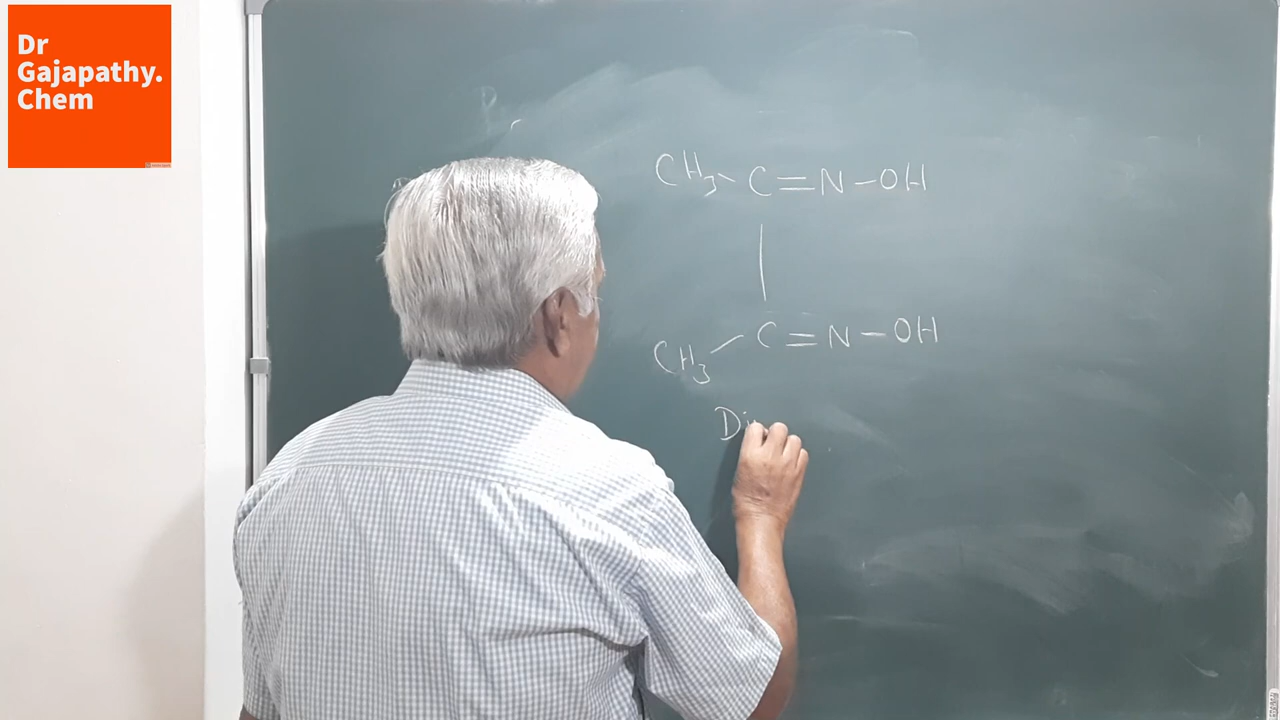 Dr
Gajapathy.
Chem
CH3 - C = N - OH
|
CH3 - C = N - OH
Di